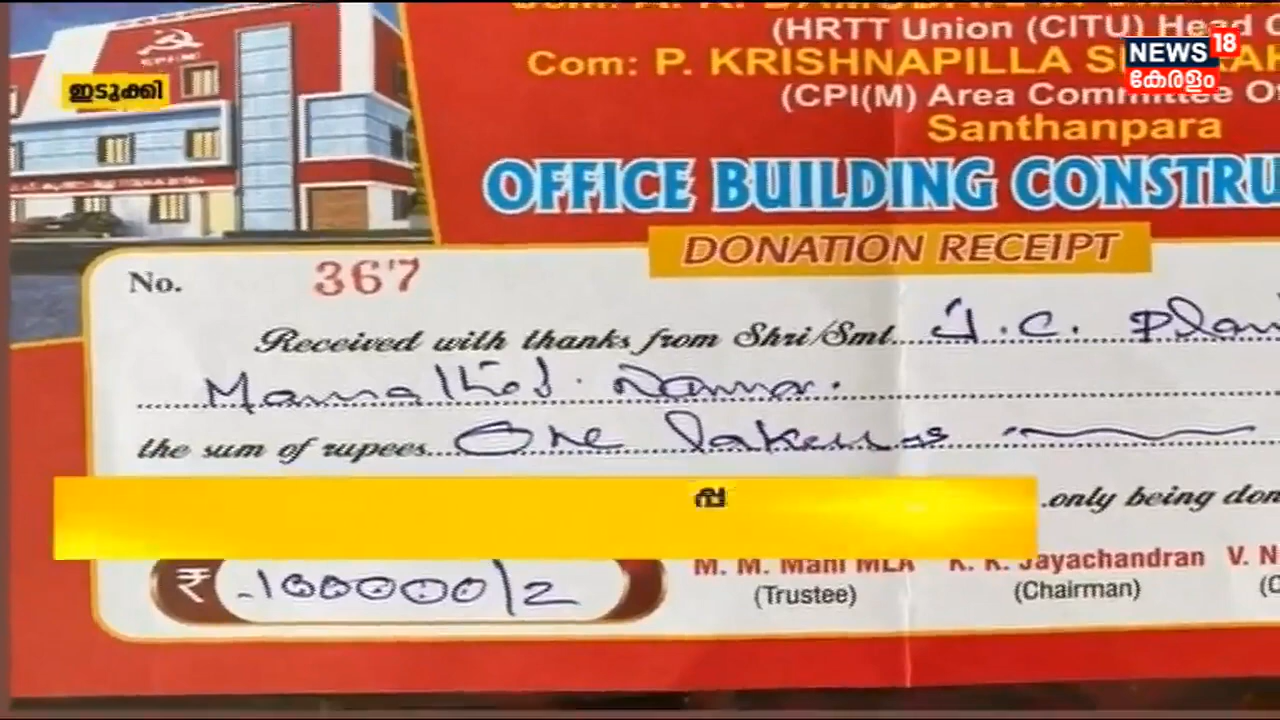 (HRTT Union (CITU) Head
NEWS 18
കേരളം
CPI(M)
Com: P. KRISHNAPILLA
ഇടുക്കി
(CPI(M) Area Committee
Santhanpara
OFFICE BUILDING CONSTRU
DONATION RECEIPT
No. 367
Received with thanks from Shri/Smt J.C. Plan
the sum of rupees One
only being don
M. M. Mani MLA K. K. Jayachandran V. N
₹ 100000/
(Trustee) (Chairman)